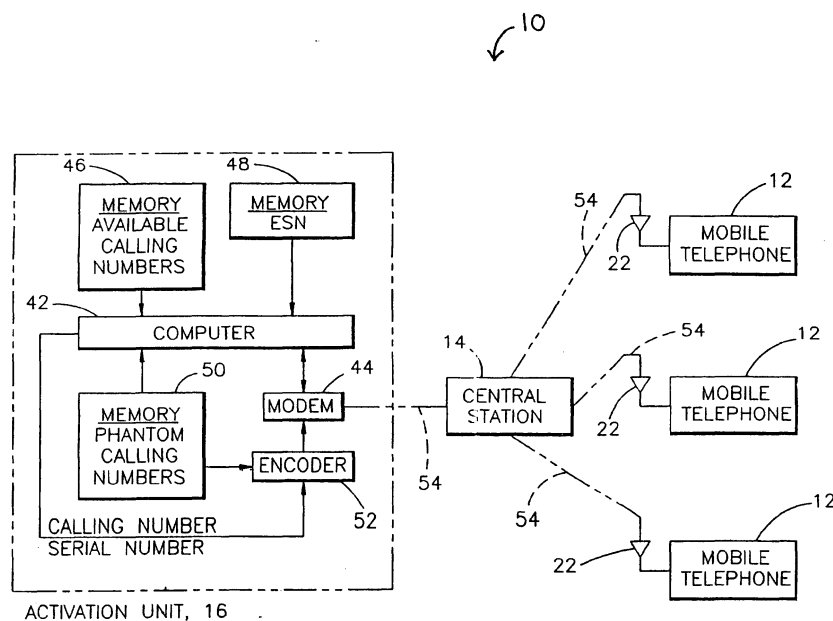 10
46
MEMORY
AVAILABLE
CALLING
NUMBERS
48
MEMORY
ESN
42
COMPUTER
50
MEMORY
PHANTOM
CALLING
NUMBERS
44
MODEM
ENCODER
52
CALLING NUMBER
SERIAL NUMBER
ACTIVATION UNIT, 16
54
14
CENTRAL
STATION
54
22
12
MOBILE
TELEPHONE
54
22
12
MOBILE
TELEPHONE
54
22
12
MOBILE
TELEPHONE